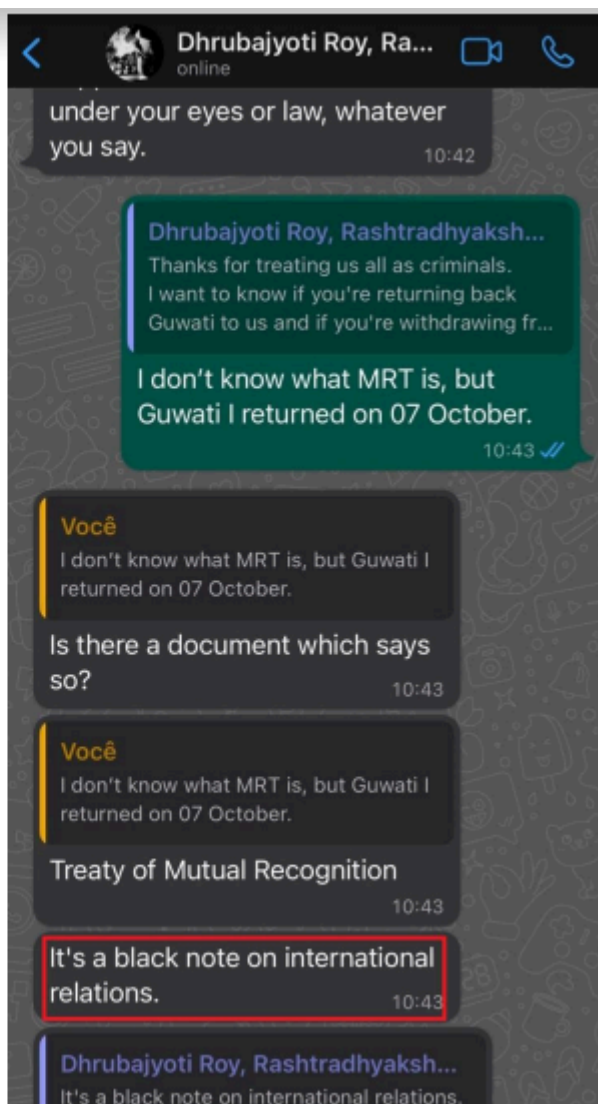 Dhrubajyoti Roy, Ra...
online
under your eyes or law, whatever
you say.
10:42
Dhrubajyoti Roy, Rashtradhyaksh...
Thanks for treating us all as criminals.
I want to know if you're returning back
Guwati to us and if you're withdrawing fr...
I don't know what MRT is, but
Guwati I returned on 07 October.
10:43
Você
I don't know what MRT is, but Guwati I
returned on 07 October.
Is there a document which says
so?
10:43
Você
I don't know what MRT is, but Guwati I
returned on 07 October.
Treaty of Mutual Recognition
10:43
It's a black note on international
relations.
10:43
Dhrubajyoti Roy, Rashtradhyaksh...
It's a black note on international relations.